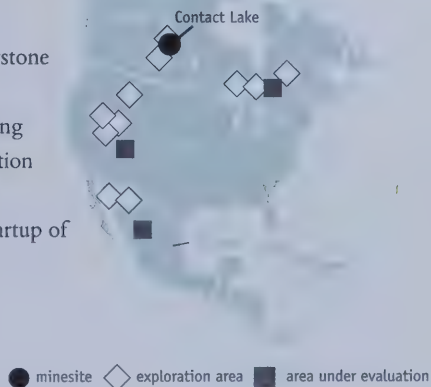 Contact Lake
stone
ng
tion
artup of
minesite exploration area area under evaluation